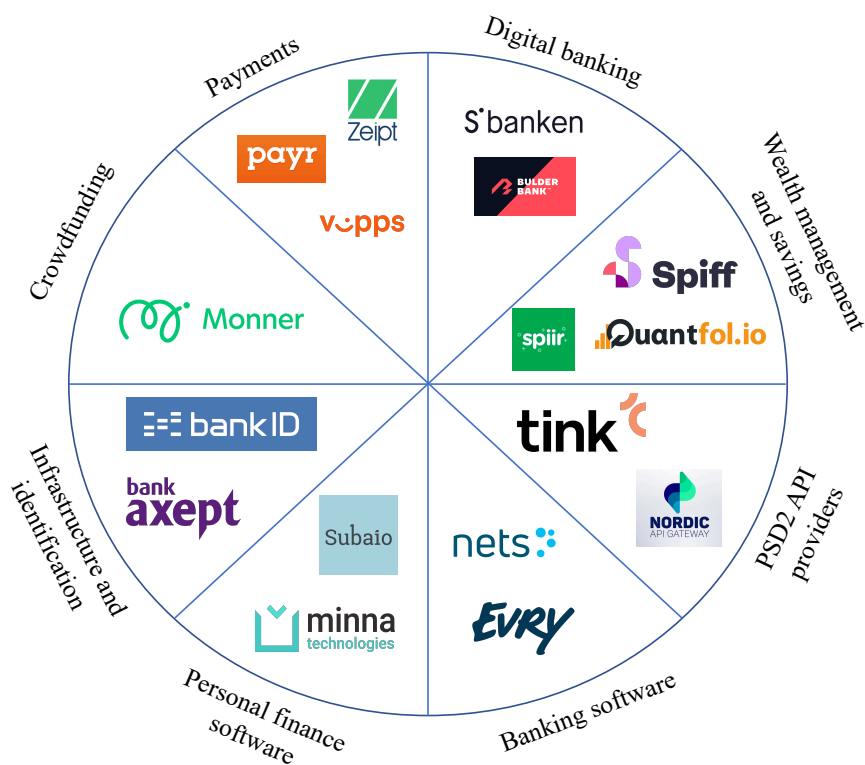 Digital banking
S'banken
BULDER
BANK™
Wealth management
and savings
Spiff
spiir
Quantfol.io
PSD2 API
providers
tink
NORDIC
API GATEWAY
Banking software
nets
EVRY
Personal finance
software
Subaio
minna
technologies
Infrastructure and
identification
bankID
bank
axept
Crowdfunding
Monner
Payments
Zeipt
payr
vipps